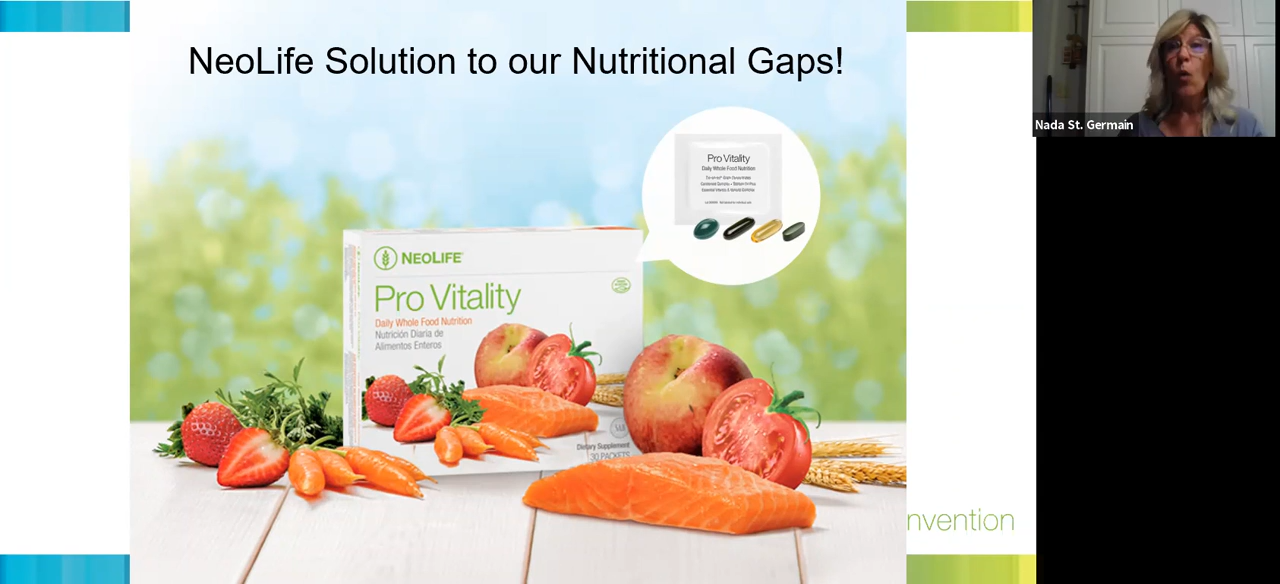 NeoLife Solution to our Nutritional Gaps!
Nada St. Germain
Pro Vitality
Daily Whole Food Nutrition
NEOLIFE
Pro Vitality
Daily Whole Food Nutrition
Nutrición Diaria de
Alimentos Enteros
Dietary Supplement
30 PACKETS
nvention